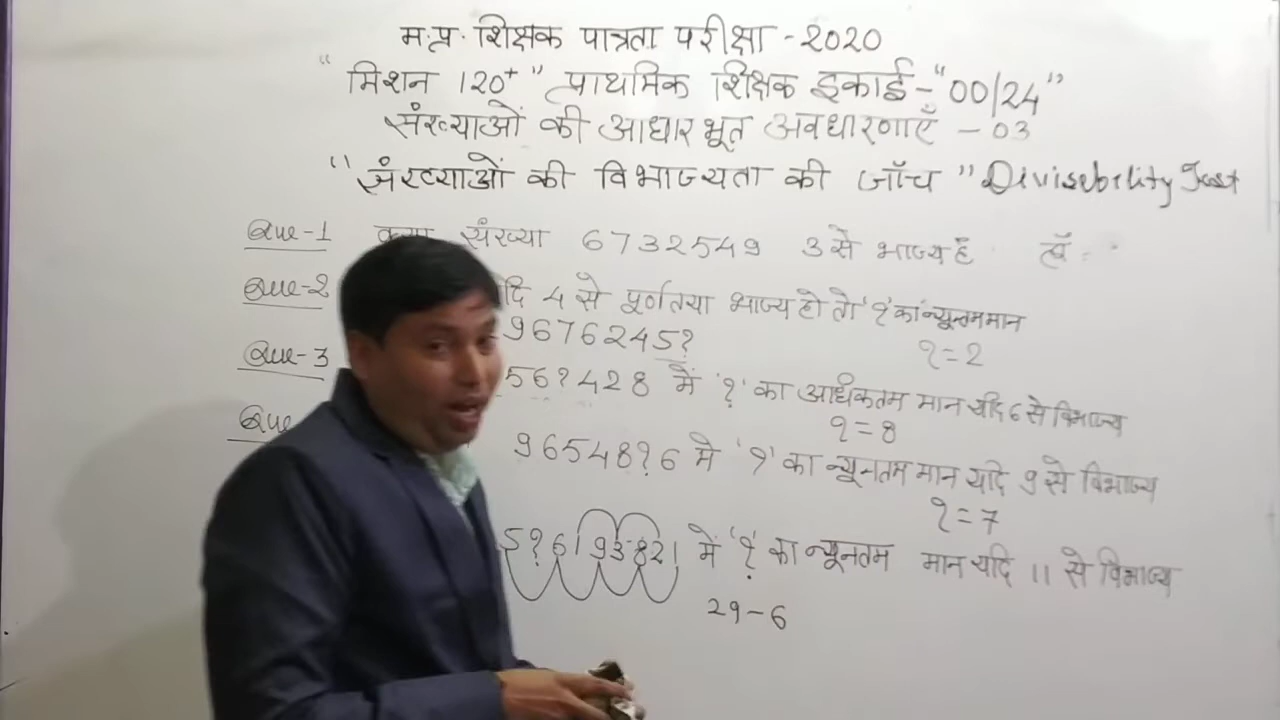 म.प्र. शिक्षक पात्रता परीक्षा - 2020
"मिशन 120+" प्राथमिक शिक्षक इकाई - "00/24"
संख्याओं की आधारभूत अवधारणाएँ - 03
"संख्याओं की विभाज्यता की जाँच" Divisebility Test
Que-1 क्या संख्या 6732549 3 से भाज्य है हाँ
Que-2 यदि 4 से पूर्णतया भाज्य हो तो '?' का न्यूनतम मान
9676245? ?=2
Que-3 56?428 में '?' का अधिकतम मान यदि 6 से विभाज्य
?=8
Que 96548?6 में '?' का न्यूनतम मान यदि 9 से विभाज्य
?=7
5?6193821 में '?' का न्यूनतम मान यदि 11 से विभाज्य
29-6